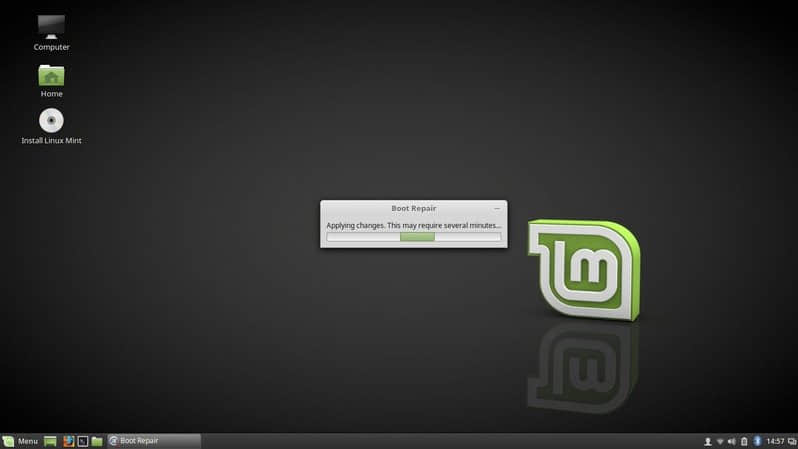 Computer
Home
Install Linux Mint
Boot Repair
Applying changes. This may require several minutes...
Menu
Boot Repair
14:57